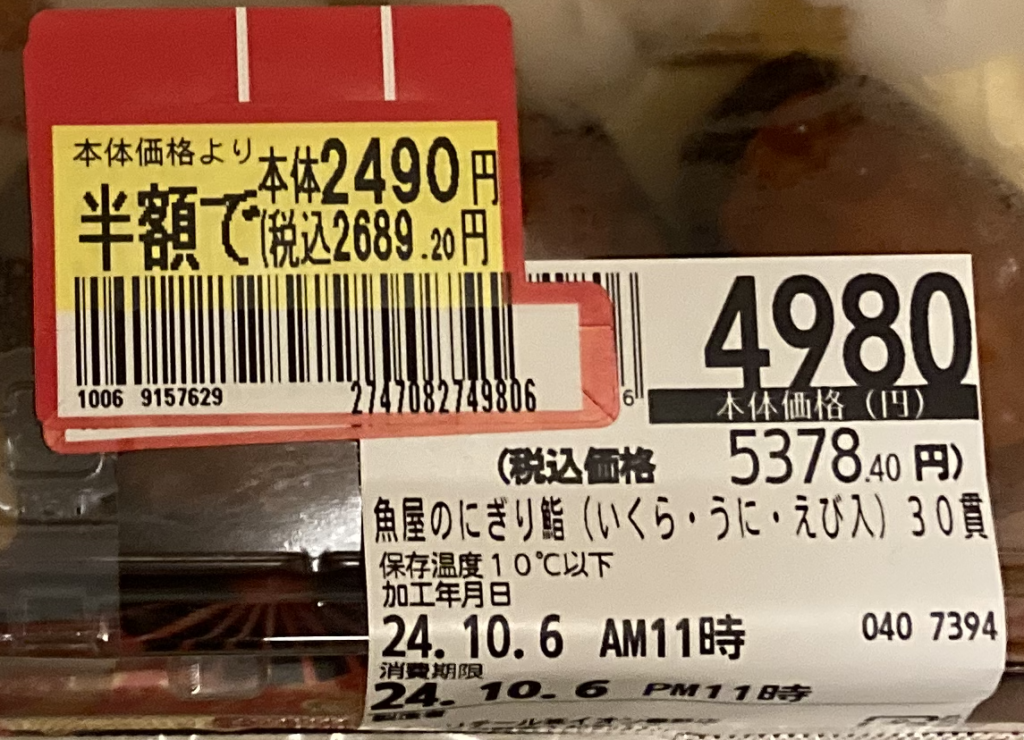 本体価格より
本体2490円
半額で
(税込2689.20円
1006 9157629
2747082749806
6
4980
本体価格（円）
(税込価格 5378.40円)
魚屋のにぎり鮨（いくら・うに・えび入）30貫
保存温度10℃以下
加工年月日
24.10.6 AM11時
040 7394
消費期限
24.10.6 PM11時